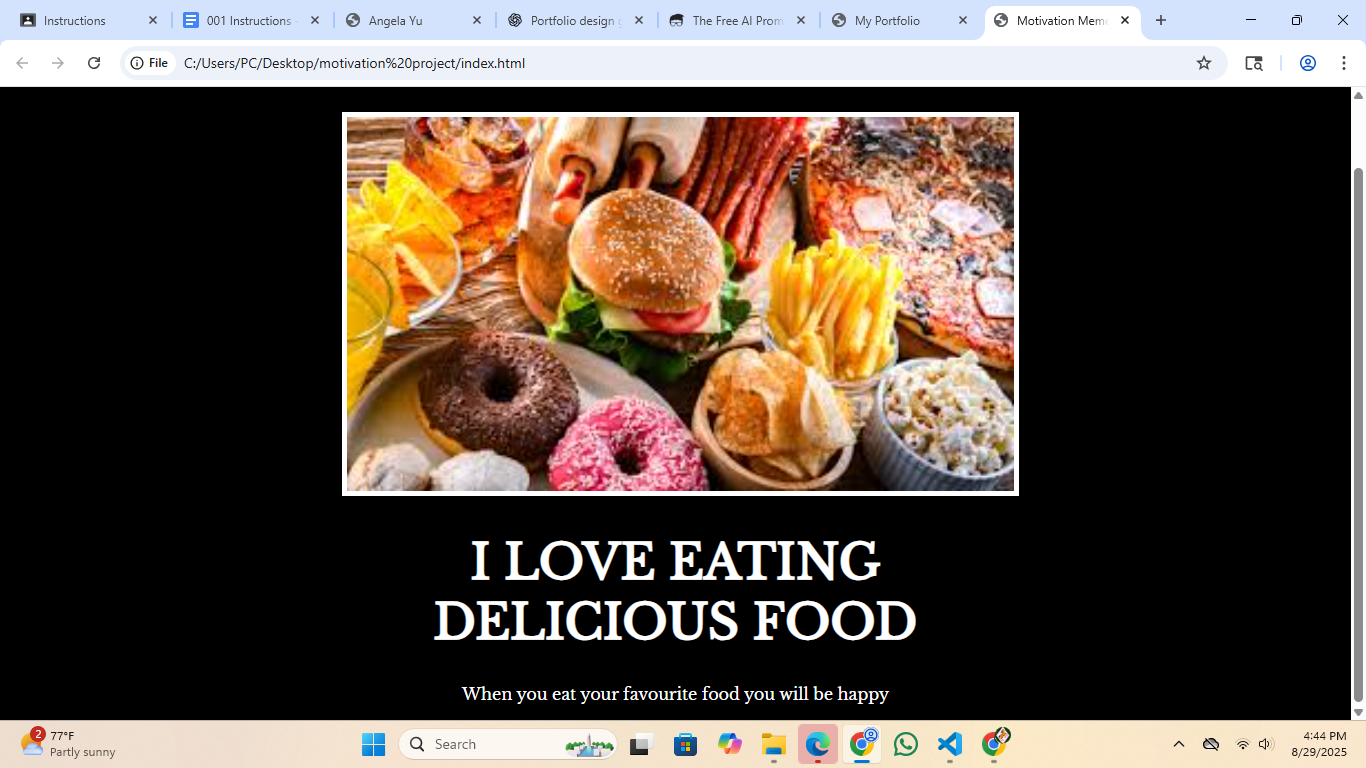 Instructions
001 Instructions
Angela Yu
Portfolio design
The Free AI Prom
My Portfolio
Motivation Meme
File
C:/Users/PC/Desktop/motivation%20project/index.html
I LOVE EATING
DELICIOUS FOOD
When you eat your favourite food you will be happy
2
77°F
Partly sunny
Search
4:44 PM
8/29/2025